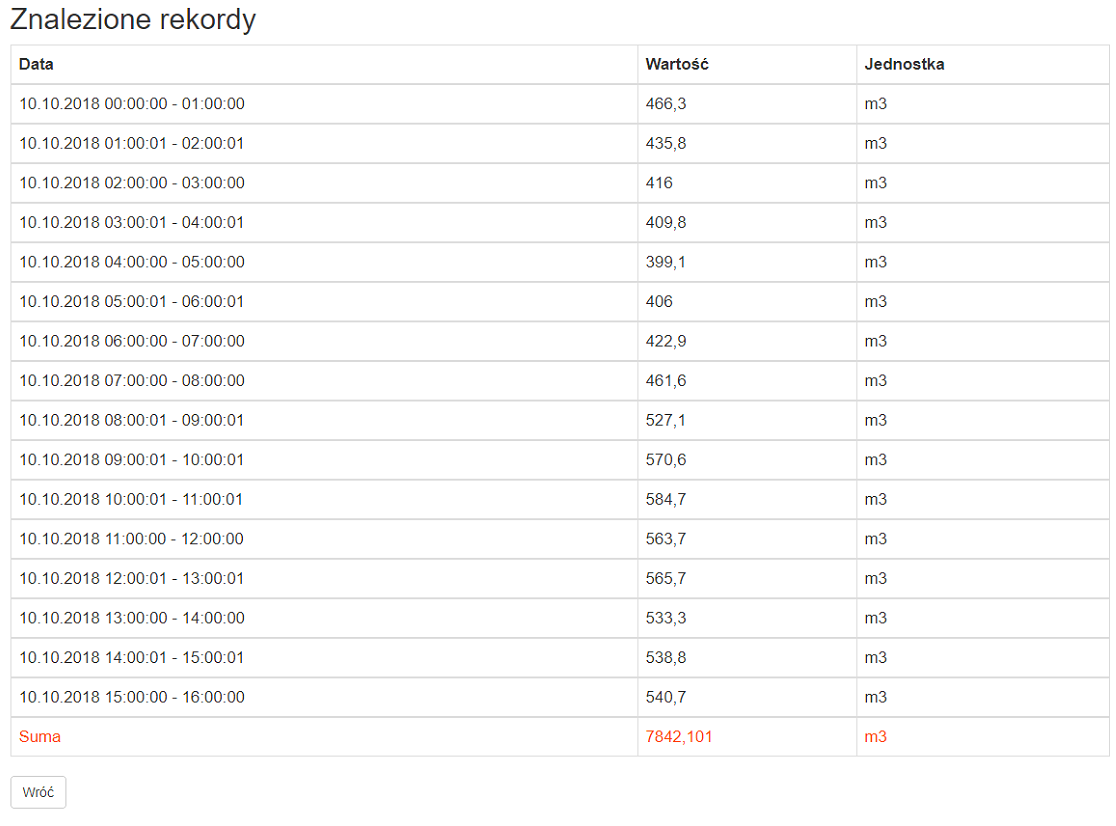 Znalezione rekordy
Data Wartość Jednostka
10.10.2018 00:00:00 - 01:00:00 466,3 m3
10.10.2018 01:00:01 - 02:00:01 435,8 m3
10.10.2018 02:00:00 - 03:00:00 416 m3
10.10.2018 03:00:01 - 04:00:01 409,8 m3
10.10.2018 04:00:00 - 05:00:00 399,1 m3
10.10.2018 05:00:01 - 06:00:01 406 m3
10.10.2018 06:00:00 - 07:00:00 422,9 m3
10.10.2018 07:00:00 - 08:00:00 461,6 m3
10.10.2018 08:00:01 - 09:00:01 527,1 m3
10.10.2018 09:00:01 - 10:00:01 570,6 m3
10.10.2018 10:00:01 - 11:00:01 584,7 m3
10.10.2018 11:00:00 - 12:00:00 563,7 m3
10.10.2018 12:00:01 - 13:00:01 565,7 m3
10.10.2018 13:00:00 - 14:00:00 533,3 m3
10.10.2018 14:00:01 - 15:00:01 538,8 m3
10.10.2018 15:00:00 - 16:00:00 540,7 m3
Suma 7842,101 m3
Wróć